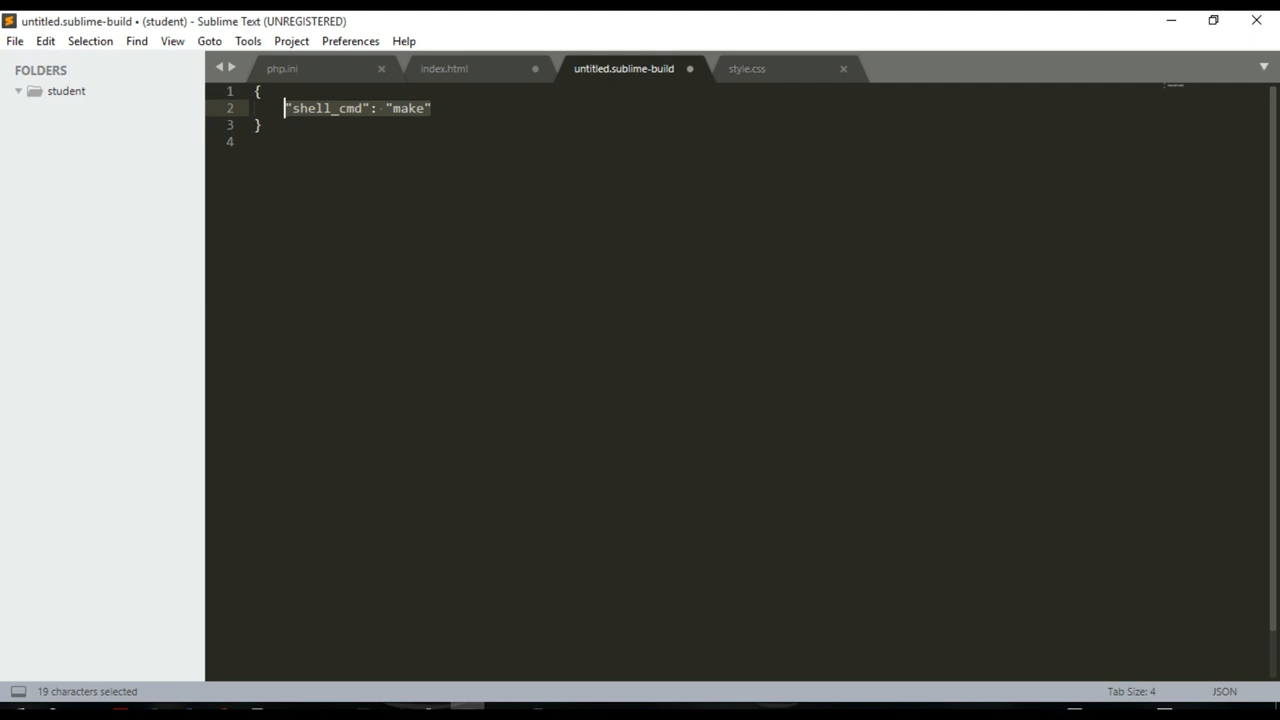 untitled.sublime-build • (student) - Sublime Text (UNREGISTERED)
File Edit Selection Find View Goto Tools Project Preferences Help
FOLDERS
student
php.ini index.html untitled.sublime-build style.css
1 {
2 "shell_cmd": "make"
3 }
4
19 characters selected Tab Size: 4 JSON